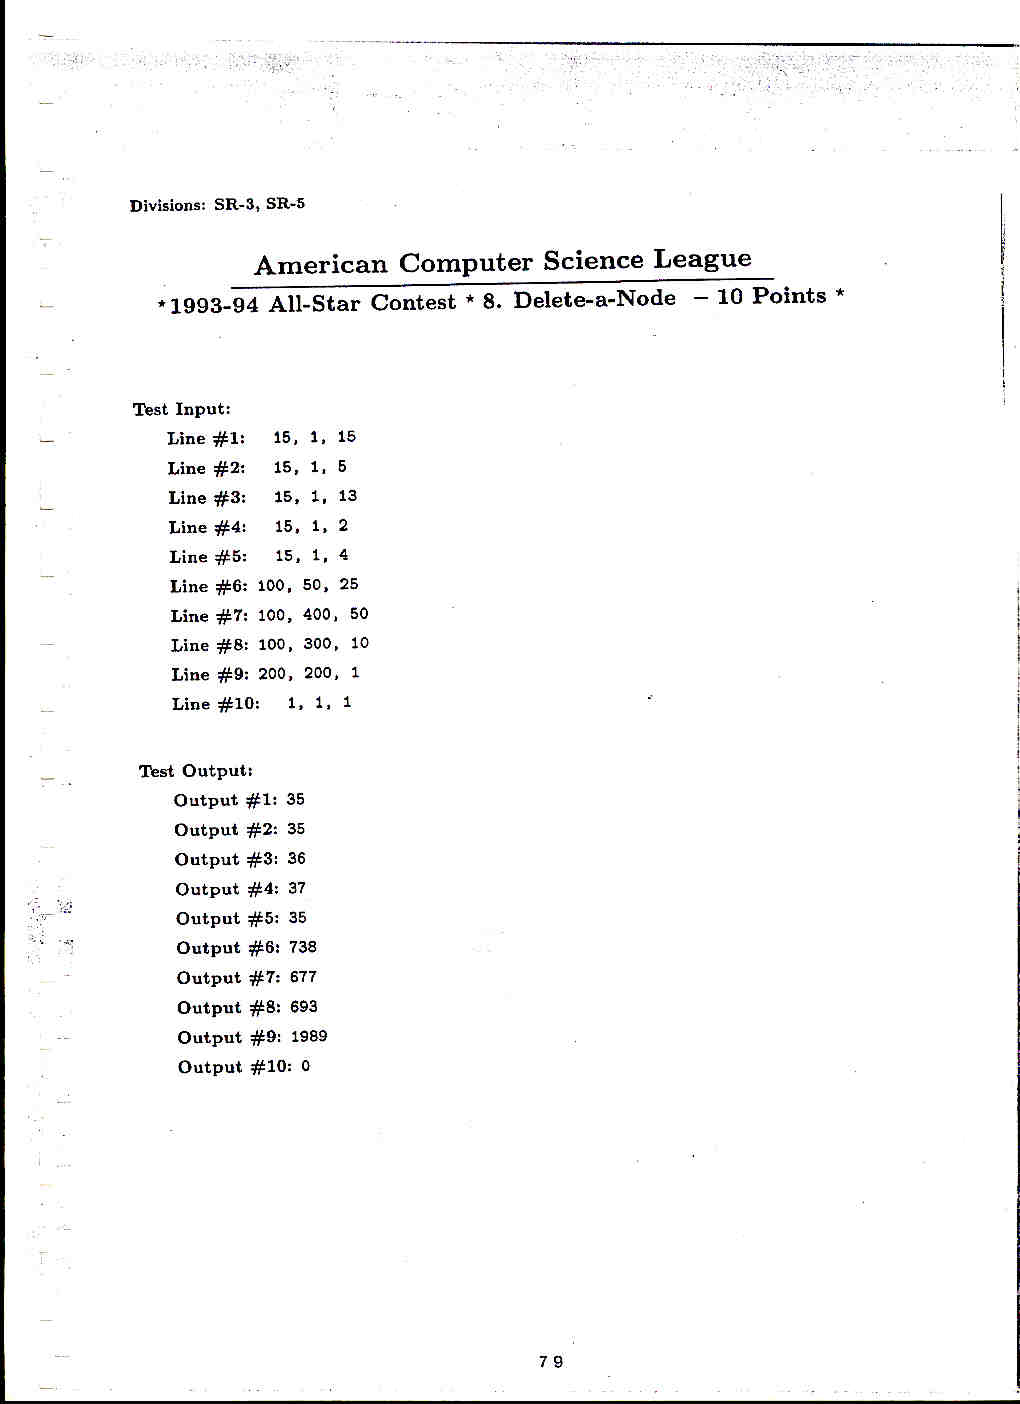 Divisions: SR-3, SR-5
American Computer Science League
*1993-94 All-Star Contest * 8. Delete-a-Node – 10 Points *
Test Input:
Line #1: 15, 1, 15
Line #2: 15, 1, 5
Line #3: 15, 1, 13
Line #4: 15, 1, 2
Line #5: 15, 1, 4
Line #6: 100, 50, 25
Line #7: 100, 400, 50
Line #8: 100, 300, 10
Line #9: 200, 200, 1
Line #10: 1, 1, 1
Test Output:
Output #1: 35
Output #2: 35
Output #3: 36
Output #4: 37
Output #5: 35
Output #6: 738
Output #7: 677
Output #8: 693
Output #9: 1989
Output #10: 0
79